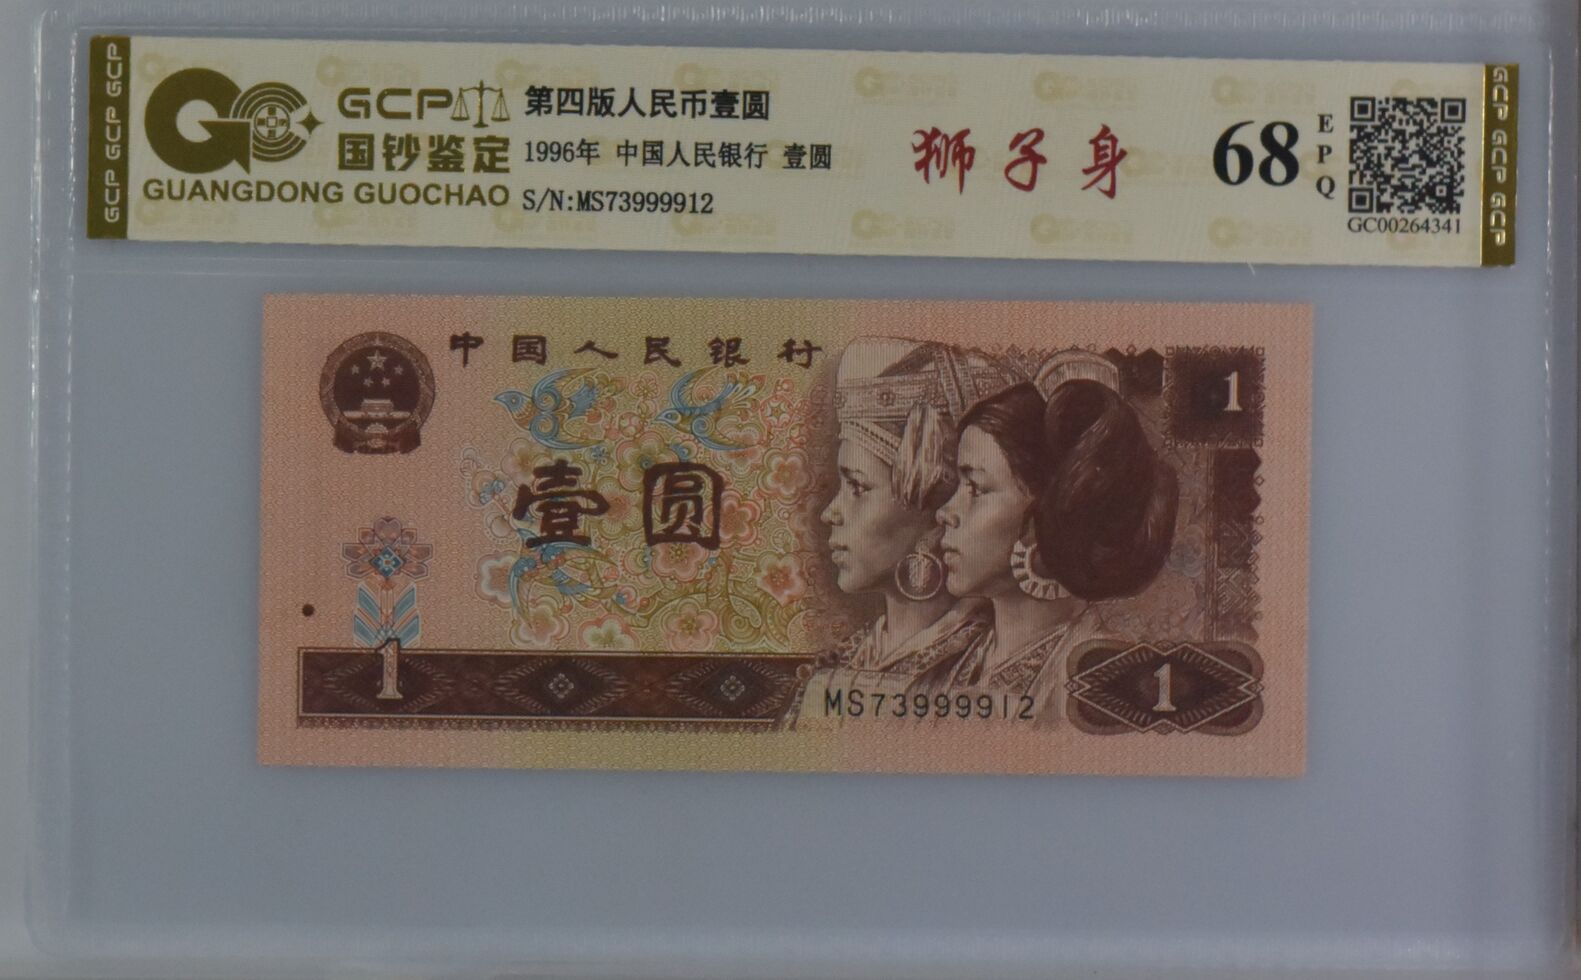 GCP GCP GCP
GCP
国钞鉴定
GUANGDONG GUOCHAO
第四版人民币壹圆
1996年 中国人民银行 壹圆
S/N:MS73999912
狮子身
68
EPQ
GC00264341
GCP GCP GCP
中国人民银行
1
壹圆
1
MS73999912
1